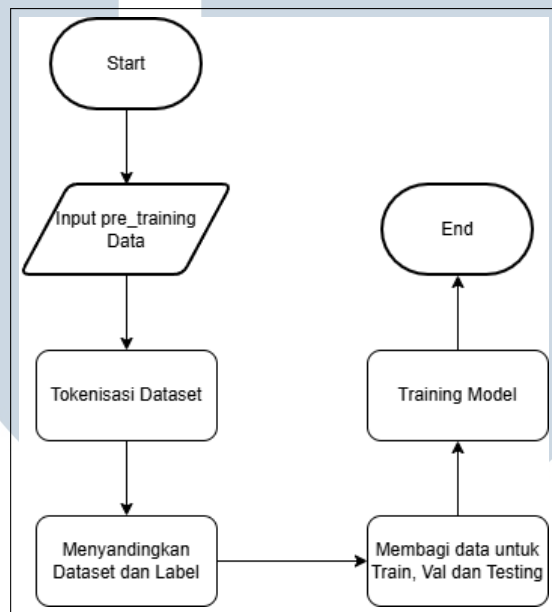 Start
Input pre_training
Data
Tokenisasi Dataset
Menyandingkan
Dataset dan Label
Membagi data untuk
Train, Val dan Testing
Training Model
End